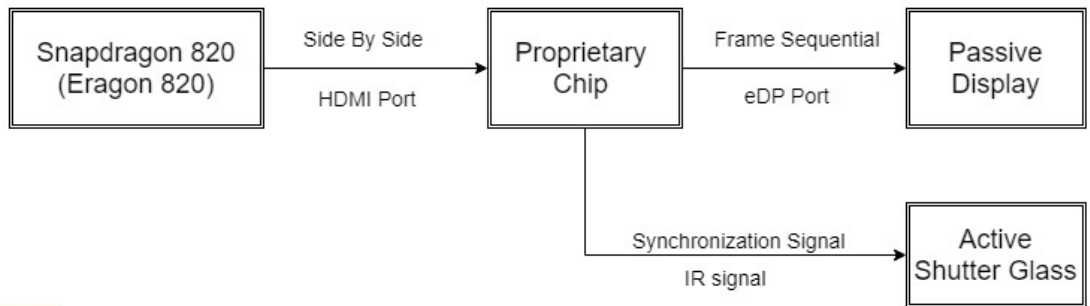 Snapdragon 820
(Eragon 820)
Side By Side
HDMI Port
Proprietary
Chip
Frame Sequential
eDP Port
Passive
Display
Synchronization Signal
IR signal
Active
Shutter Glass